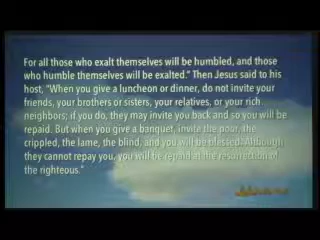 For all those who exalt themselves will be humbled, and those
who humble themselves will be exalted.” Then Jesus said to his
host, “When you give a luncheon or dinner, do not invite your
friends, your brothers or sisters, your relatives, or your rich
neighbors; if you do, they may invite you back and so you will be
repaid. But when you give a banquet, invite the poor, the
crippled, the lame, the blind, and you will be blessed. Although
they cannot repay you, you will be repaid at the resurrection of
the righteous.”